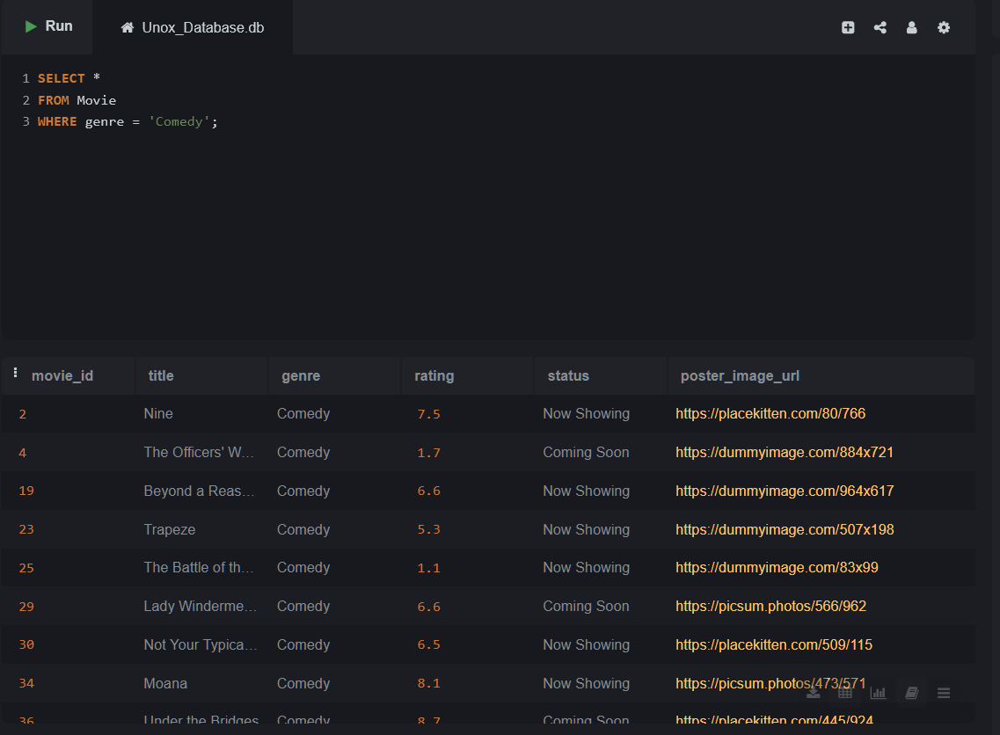 Run
Unox_Database.db
1 SELECT *
2 FROM Movie
3 WHERE genre = 'Comedy';
movie_id title genre rating status poster_image_url
2 Nine Comedy 7.5 Now Showing https://placekitten.com/80/766
4 The Officers' W... Comedy 1.7 Coming Soon https://dummyimage.com/884x721
19 Beyond a Reas... Comedy 6.6 Now Showing https://dummyimage.com/964x617
23 Trapeze Comedy 5.3 Now Showing https://dummyimage.com/507x198
25 The Battle of th... Comedy 1.1 Now Showing https://dummyimage.com/83x99
29 Lady Winderme... Comedy 6.6 Coming Soon https://picsum.photos/566/962
30 Not Your Typica... Comedy 6.5 Now Showing https://placekitten.com/509/115
34 Moana Comedy 8.1 Now Showing https://picsum.photos/473/571
36 Under the Bridges Comedy 8.7 Coming Soon https://placekitten.com/445/924